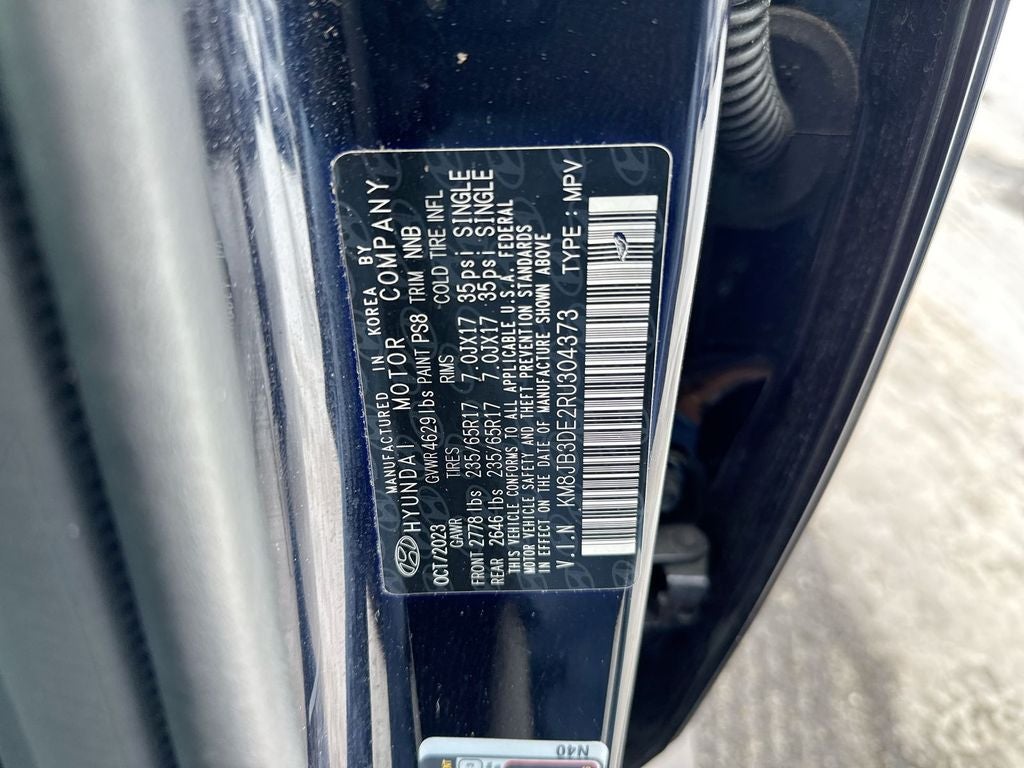 MANUFACTURED IN KOREA BY
HYUNDAI MOTOR COMPANY
OCT/2023 GVWR 4629 lbs PAINT PS8 TRIM NNB
GAWR TIRES RIMS COLD TIRE INFL
FRONT 2778 lbs 235/65R17 7.0JX17 35psi SINGLE
REAR 2646 lbs 235/65R17 7.0JX17 35psi SINGLE
THIS VEHICLE CONFORMS TO ALL APPLICABLE U.S.A. FEDERAL
MOTOR VEHICLE SAFETY AND THEFT PREVENTION STANDARDS
IN EFFECT ON THE DATE OF MANUFACTURE SHOWN ABOVE
V.I.N KM8JB3DE2RU304373 TYPE : MPV
N40